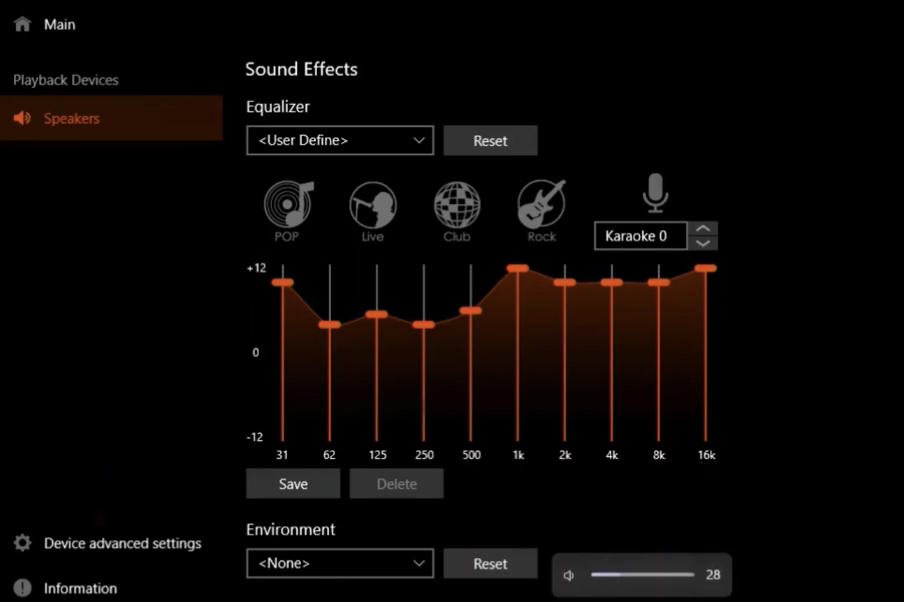 Main
Playback Devices
Speakers
Sound Effects
Equalizer
<User Define>
Reset
POP
Live
Club
Rock
Karaoke 0
+12
0
-12
31 62 125 250 500 1k 2k 4k 8k 16k
Save
Delete
Environment
<None>
Reset
28
Device advanced settings
Information